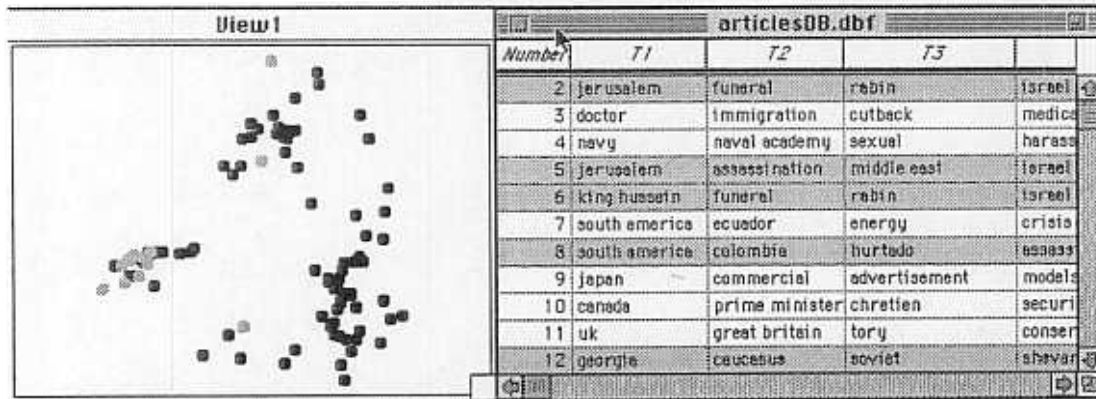 View1
articlesDB.dbf
Number T1 T2 T3
2 jerusalem funeral rabin israel
3 doctor immigration cutback medica
4 navy naval academy sexual harass
5 jerusalem assassination middle east israel
6 king hussein funeral rabin israel
7 south america ecuador energy crisis
8 south america colombia hurtado assass
9 japan commercial advertisement models
10 canada prime minister chretien securi
11 uk great britain tory conser
12 georgia caucasus soviet shevar